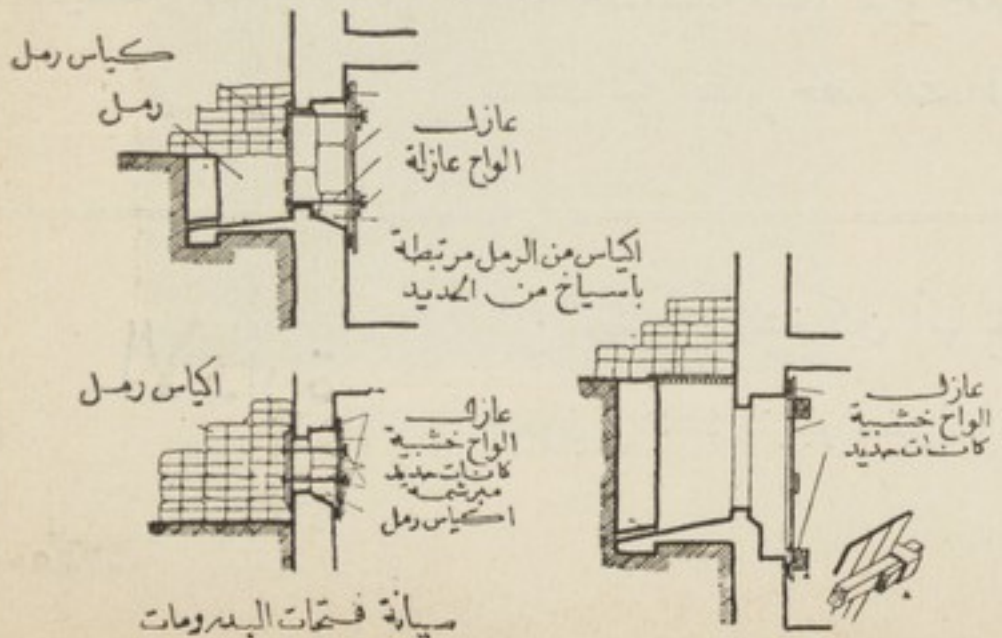 كياس رمل
رمل
عازل
الواح عازلة
اكياس من الرمل مرتبطة
باسياخ من الحديد
اكياس رمل
عازل
الواح خشبية
كانات حديد
مبرشمه
اكياس رمل
عازل
الواح خشبية
كانات حديد
صيانة فتحات البدرومات